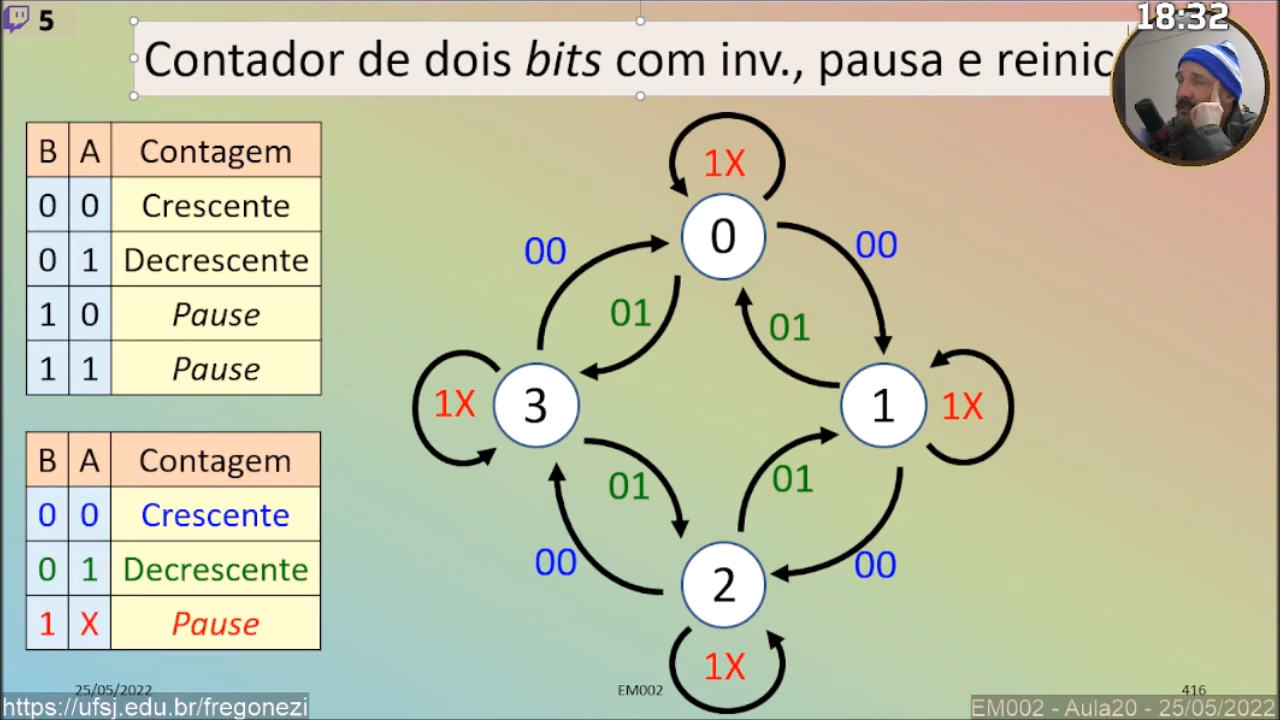 5
18:32
Contador de dois bits com inv., pausa e reinic
B A Contagem
0 0 Crescente
0 1 Decrescente
1 0 Pause
1 1 Pause
B A Contagem
0 0 Crescente
0 1 Decrescente
1 X Pause
1X
0
00
00
01
01
1X
3
1
1X
01
01
00
00
2
1X
25/05/2022
EM002
416
https://ufsj.edu.br/fregonezi
EM002 - Aula20 - 25/05/2022